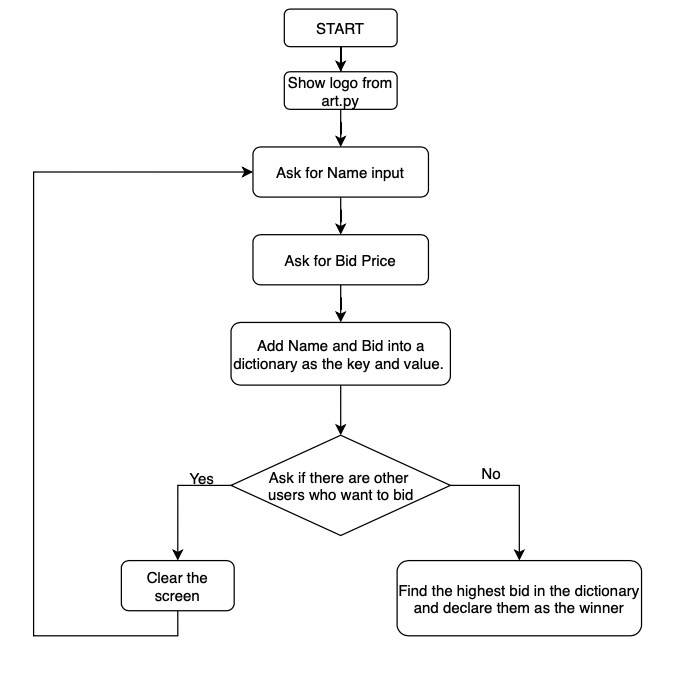 START
Show logo from
art.py
Ask for Name input
Ask for Bid Price
Add Name and Bid into a
dictionary as the key and value.
Ask if there are other
users who want to bid
Yes
No
Clear the
screen
Find the highest bid in the dictionary
and declare them as the winner